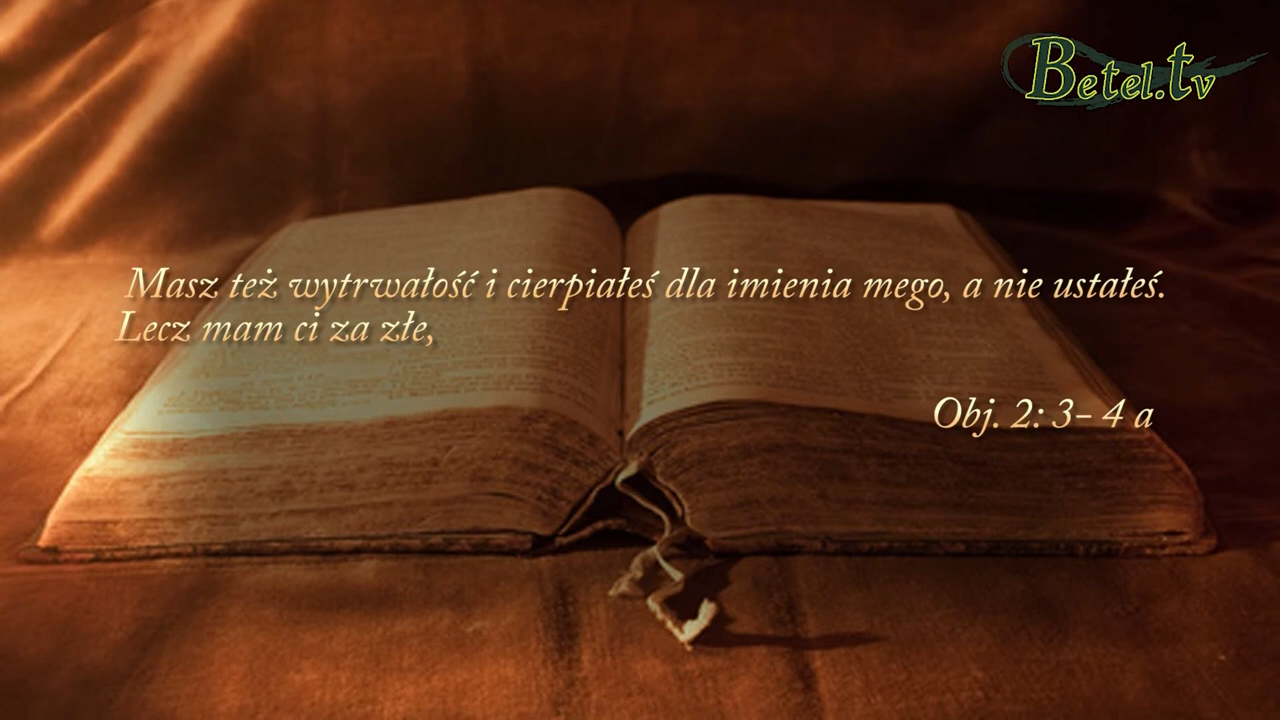 Betel.tv
Masz też wytrwałość i cierpiałeś dla imienia mego, a nie ustałeś.
Lecz mam ci za złe,
Obj. 2: 3- 4 a